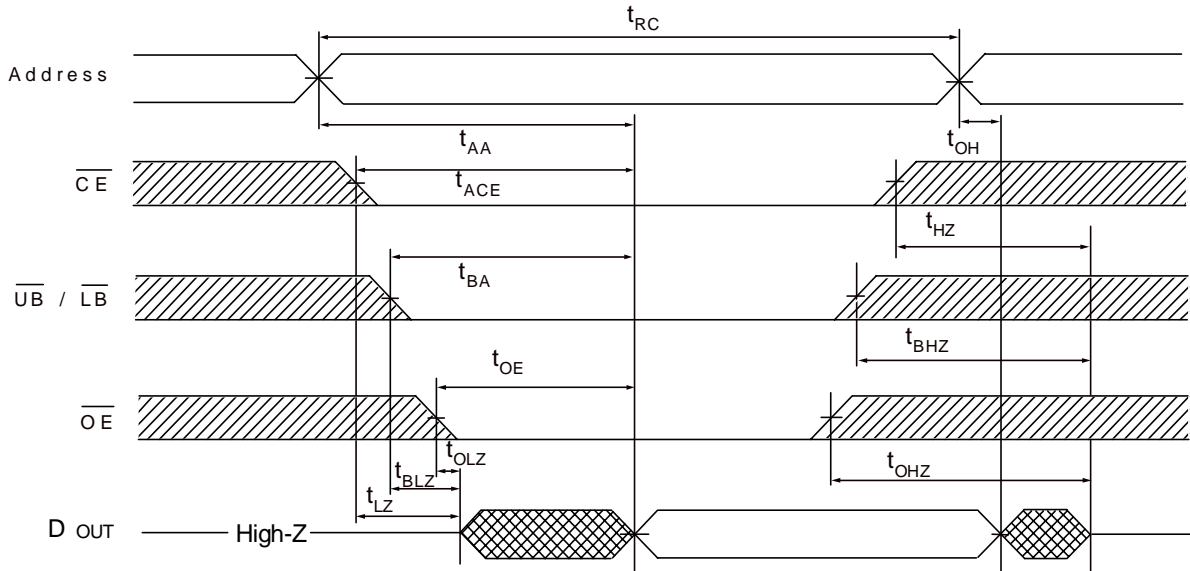 tRC
Address
tAA
tOH
CE
tACE
tHZ
UB / LB
tBA
tBHZ
OE
tOE
tOLZ
tBLZ
tOHZ
tLZ
D OUT
High-Z